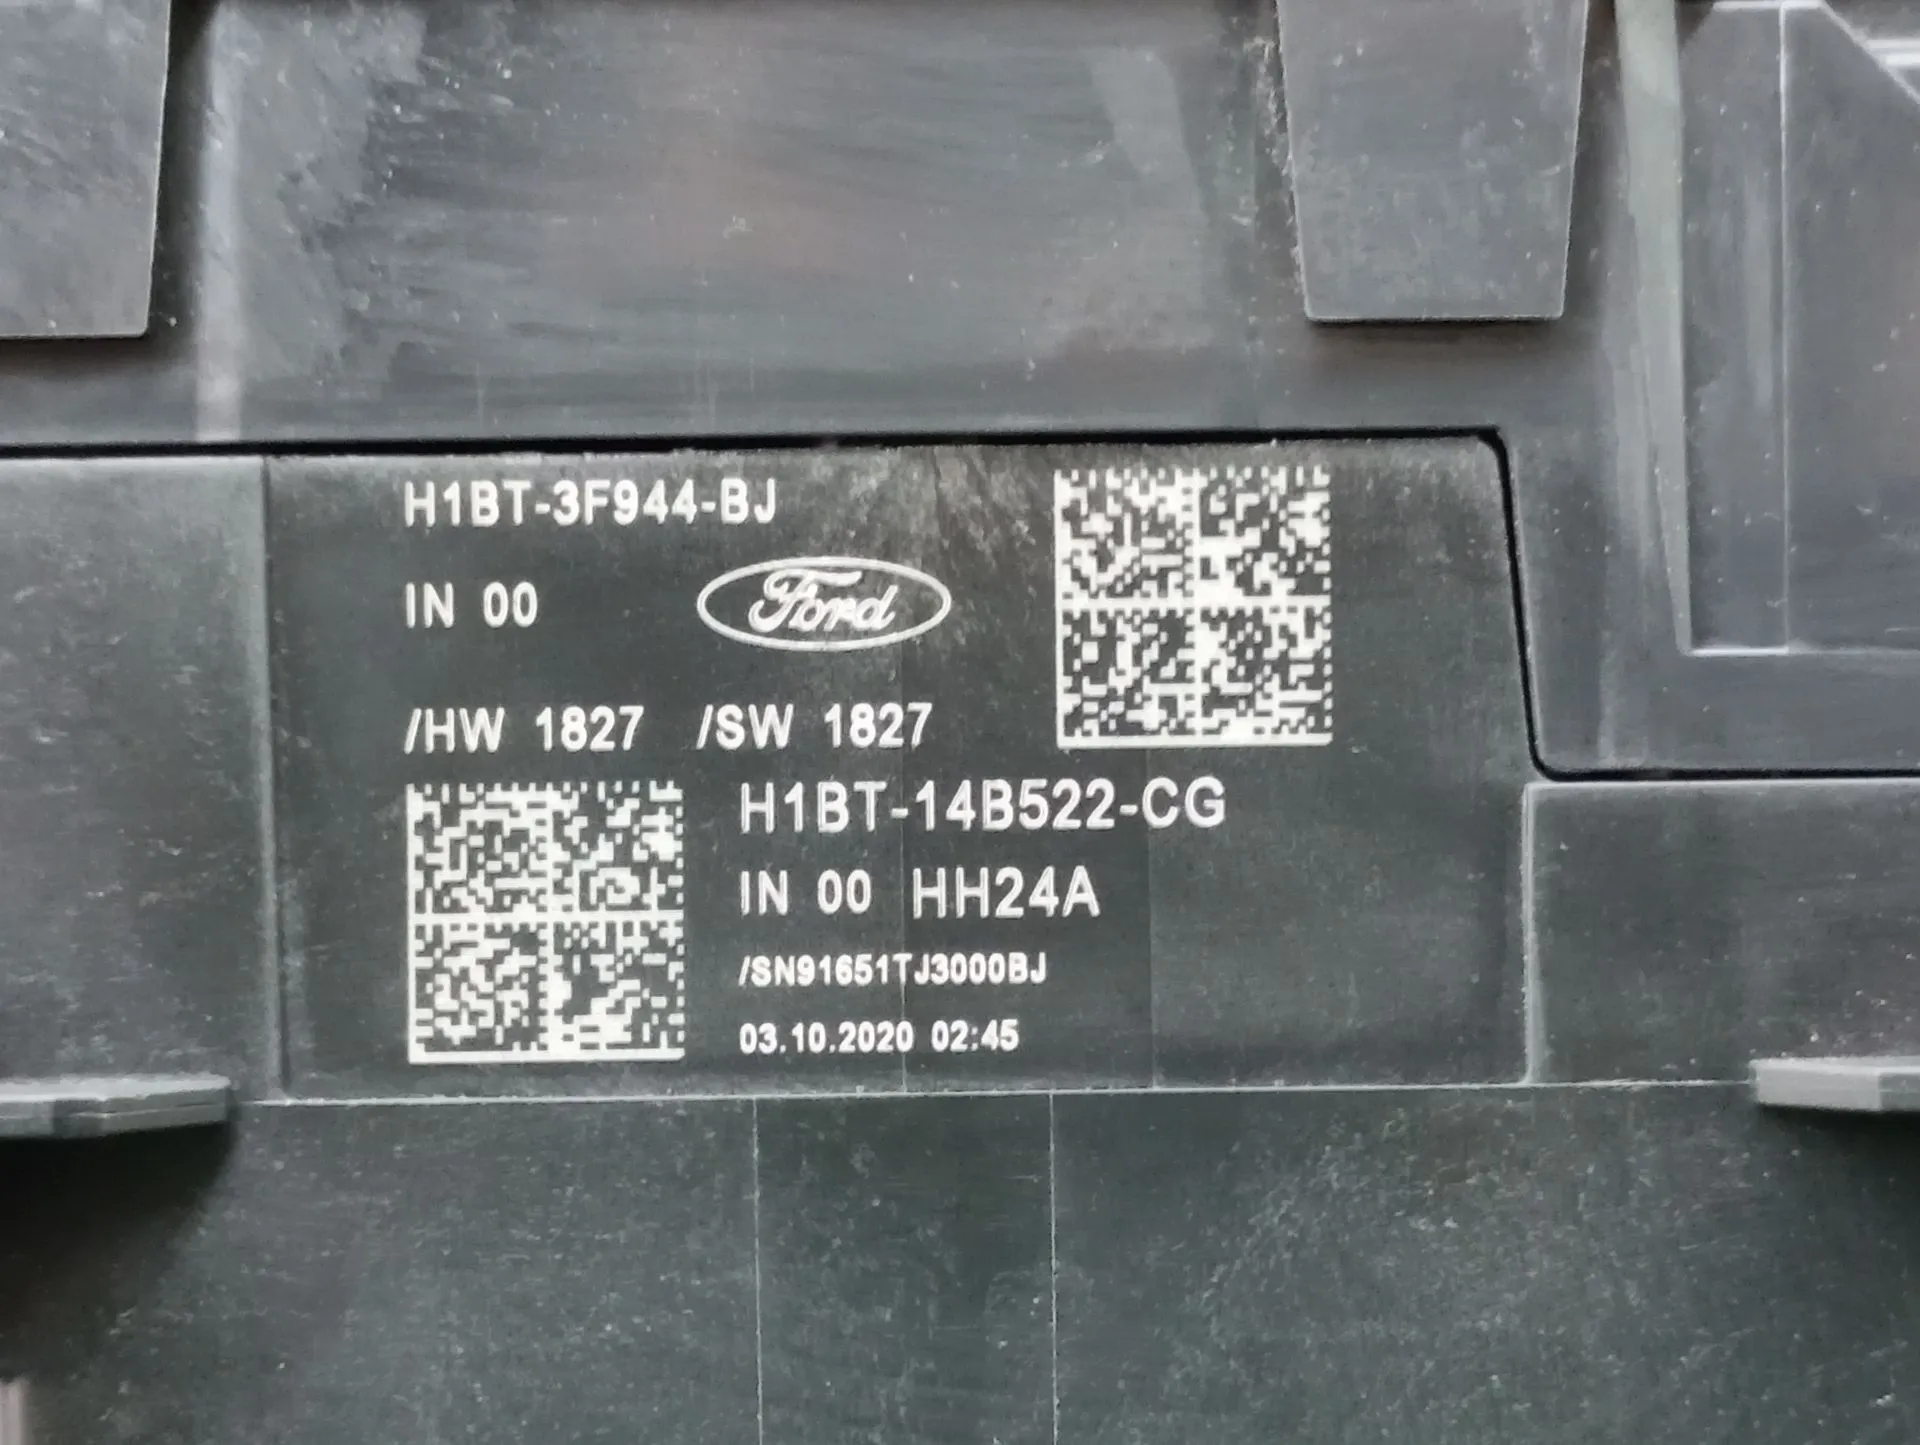 H1BT-3F944-BJ
IN 00
Ford
/HW 1827 /SW 1827
H1BT-14B522-CG
IN 00 HH24A
/SN91651TJ3000BJ
03.10.2020 02:45